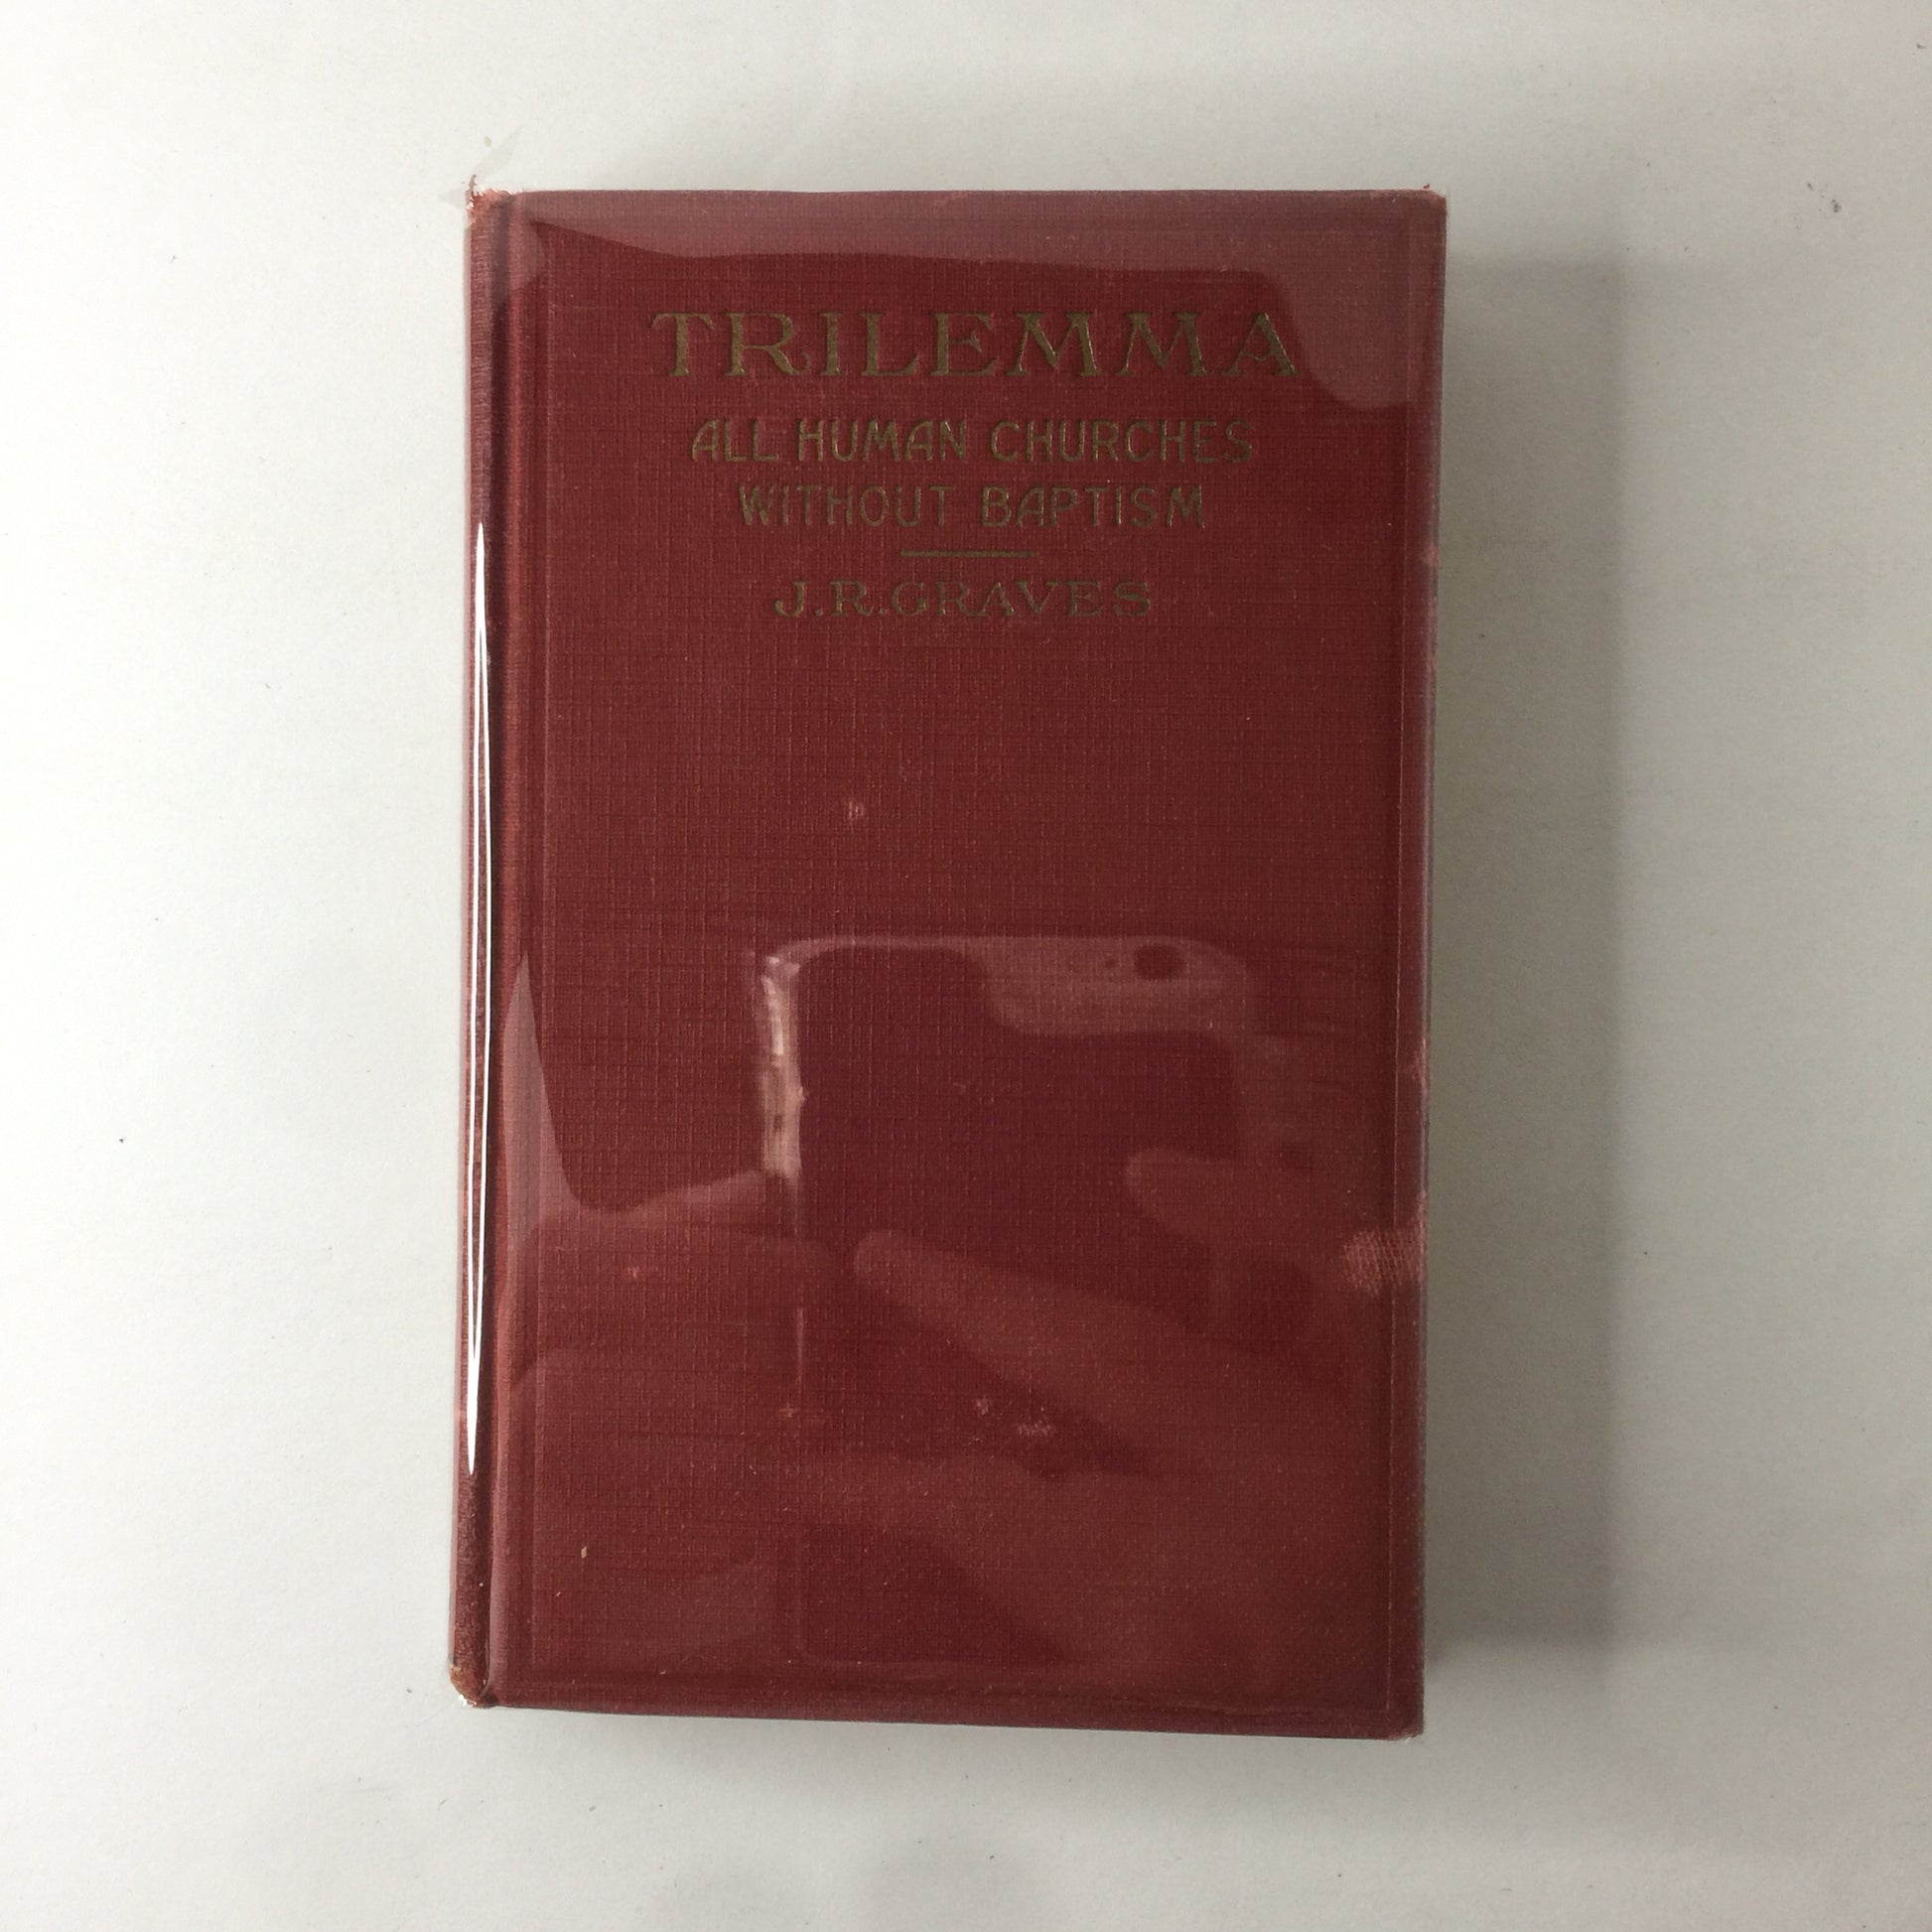 TRILEMMA
ALL HUMAN CHURCHES
WITHOUT BAPTISM
J.R.GRAVES